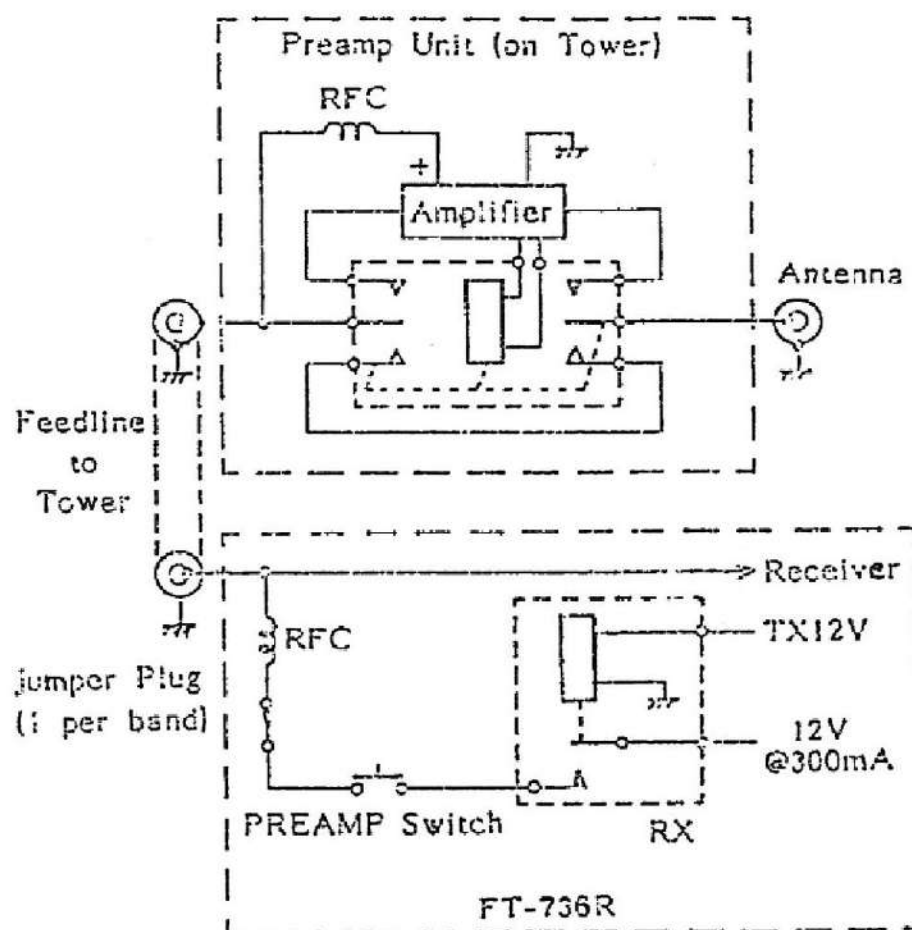 Preamp Unit (on Tower)
RFC
+
Amplifier
Antenna
Feedline
to
Tower
Receiver
RFC
TX12V
Jumper Plug
(1 per band)
12V
@300mA
PREAMP Switch
RX
FT-736R